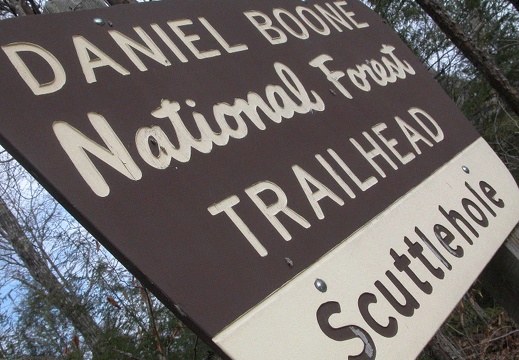 DANIEL BOONE
National Forest
TRAILHEAD
Scuttlehole